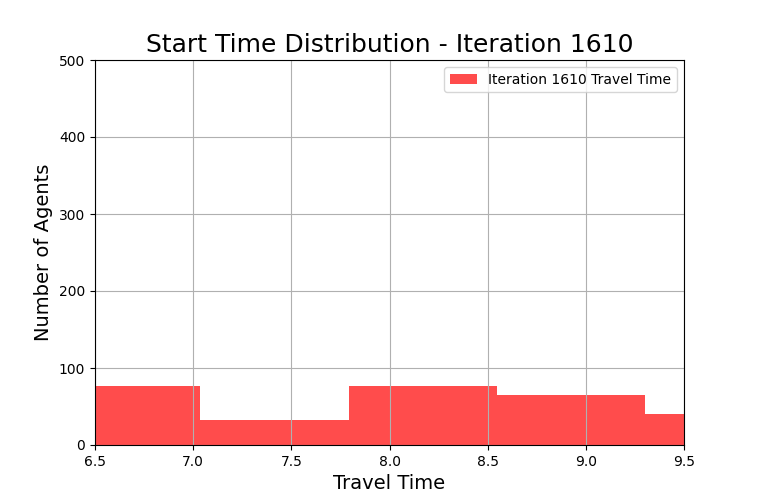 Start Time Distribution - Iteration 1610
Iteration 1610 Travel Time
Number of Agents
500
400
300
200
100
0
6.5 7.0 7.5 8.0 8.5 9.0 9.5
Travel Time